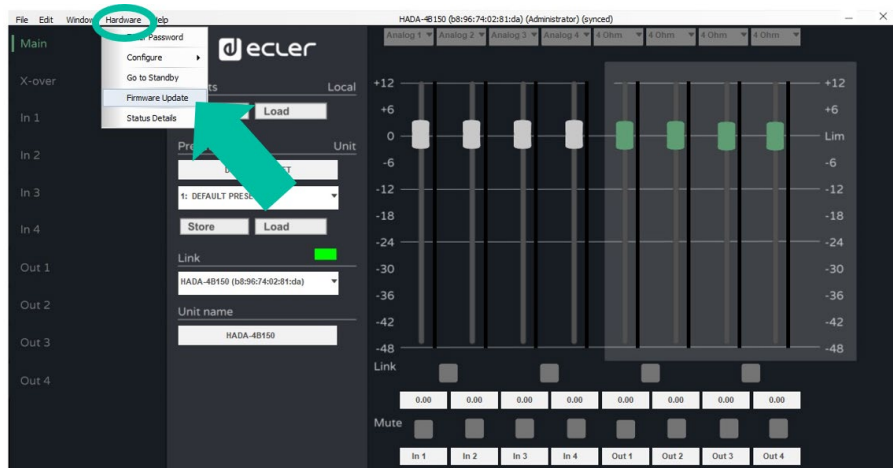 File Edit Window Hardware Help
HADA-4B150 (b8:96:74:02:81:da) (Administrator) (synced)
Password
Configure
Go to Standby
Firmware Update
Status Details
ecler
Main
X-over
In 1
In 2
In 3
In 4
Out 1
Out 2
Out 3
Out 4
Local
Load
Unit
1: DEFAULT
Store Load
Link
HADA-4B150 (b8:96:74:02:81:da)
Unit name
HADA-4B150
Analog 1 Analog 2 Analog 3 Analog 4 4 Ohm 4 Ohm 4 Ohm 4 Ohm
+12 +12
+6 +6
0 Lim
-6 -6
-12 -12
-18 -18
-24 -24
-30 -30
-36 -36
-42 -42
-48 -48
Link
0.00 0.00 0.00 0.00 0.00 0.00 0.00 0.00
Mute
In 1 In 2 In 3 In 4 Out 1 Out 2 Out 3 Out 4